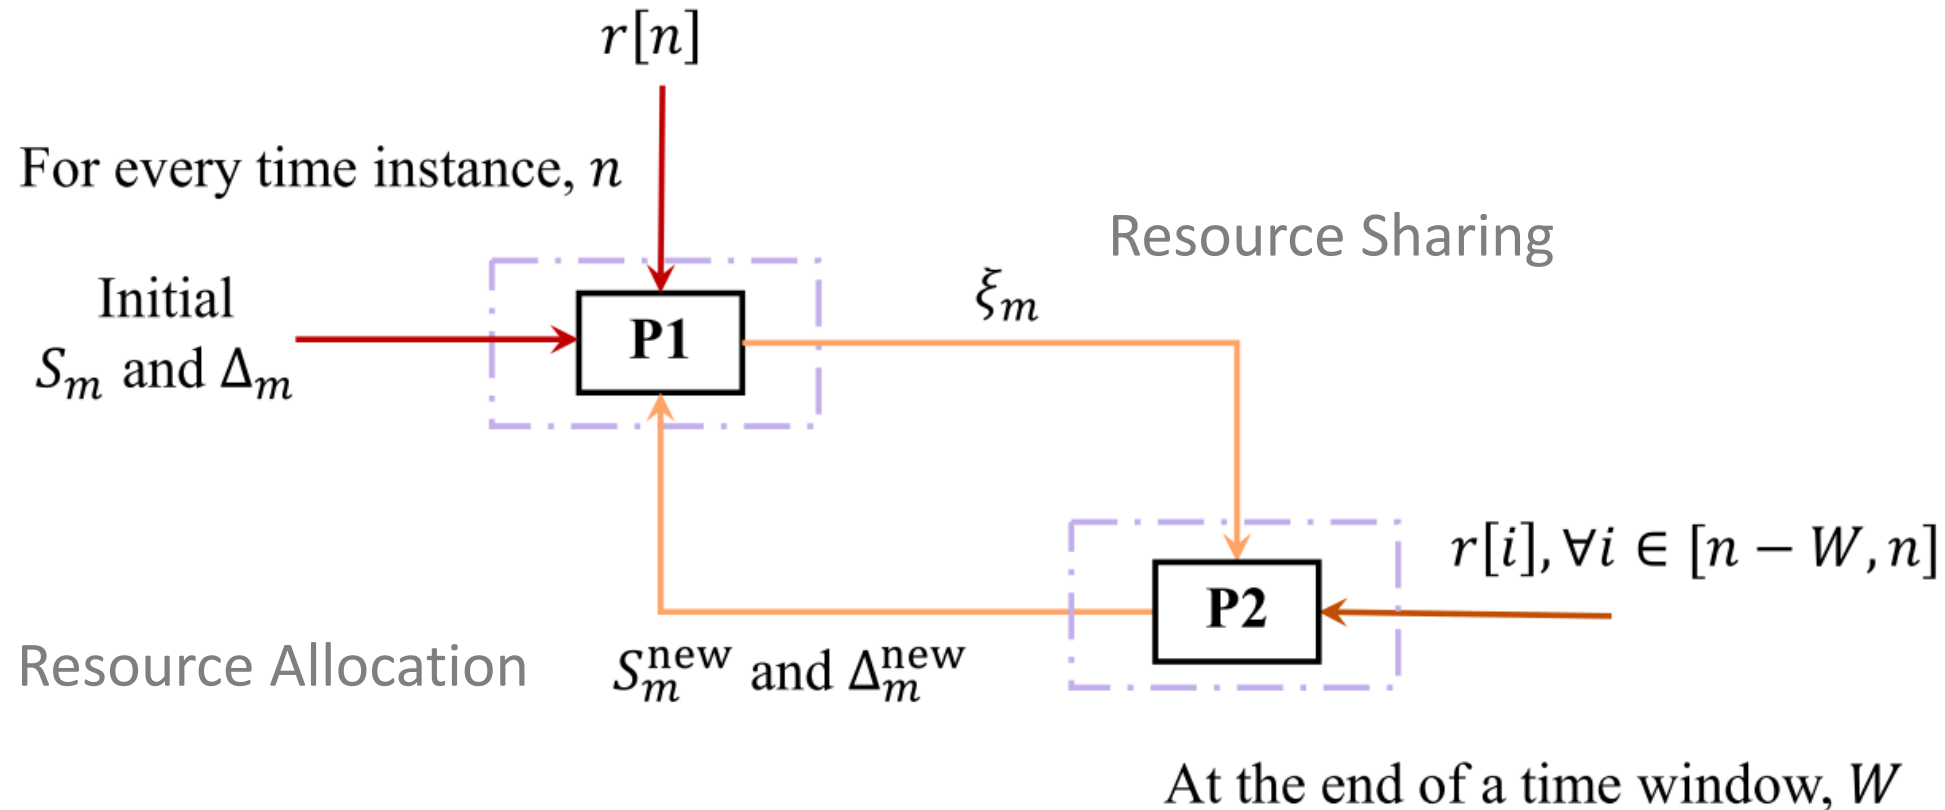 r[n]
For every time instance, n
Resource Sharing
Initial
S_m and Δ_m
P1
ξ_m
r[i], ∀i ∈ [n − W, n]
P2
Resource Allocation
S_m^new and Δ_m^new
At the end of a time window, W